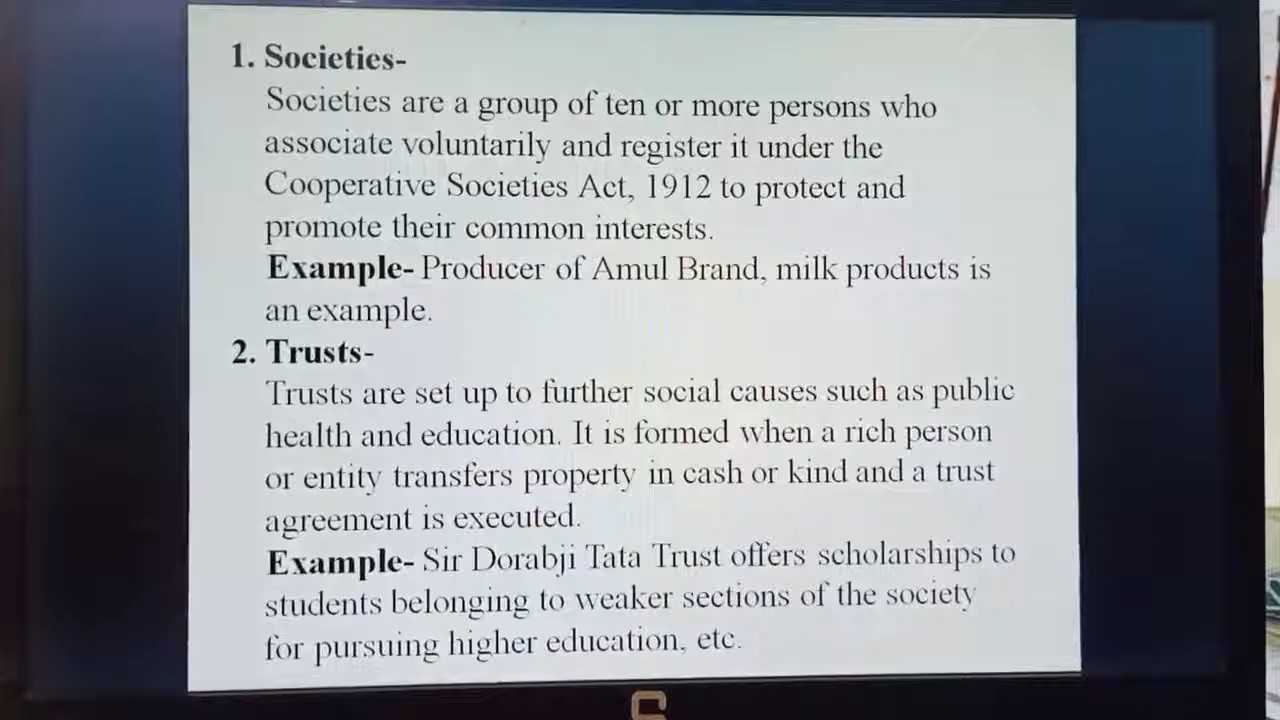 1. Societies-
Societies are a group of ten or more persons who
associate voluntarily and register it under the
Cooperative Societies Act, 1912 to protect and
promote their common interests.
Example- Producer of Amul Brand, milk products is
an example.
2. Trusts-
Trusts are set up to further social causes such as public
health and education. It is formed when a rich person
or entity transfers property in cash or kind and a trust
agreement is executed.
Example- Sir Dorabji Tata Trust offers scholarships to
students belonging to weaker sections of the society
for pursuing higher education, etc.